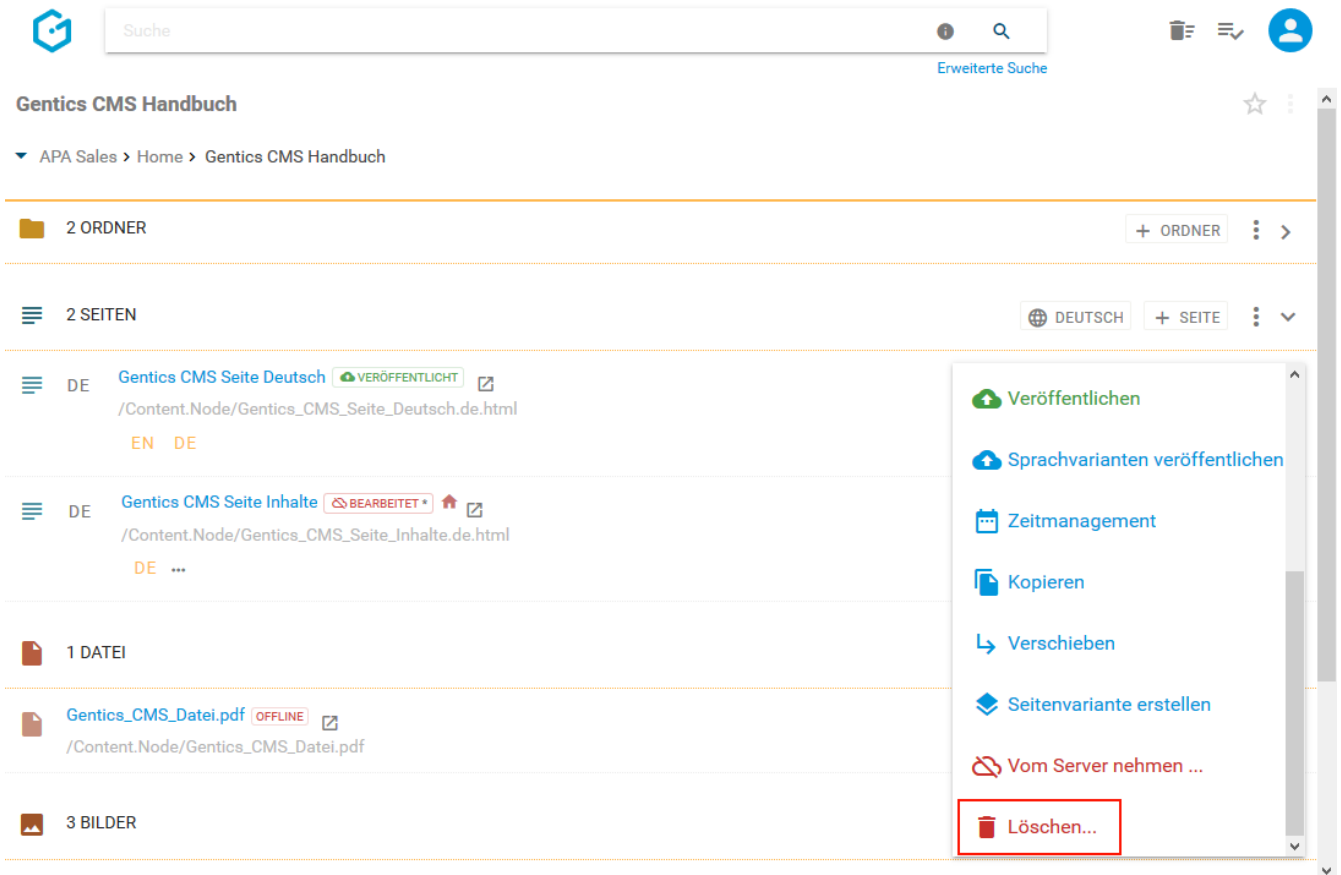 Suche
Erweiterte Suche
Gentics CMS Handbuch
APA Sales > Home > Gentics CMS Handbuch
2 ORDNER
+ ORDNER
2 SEITEN
DEUTSCH
+ SEITE
DE
Gentics CMS Seite Deutsch VERÖFFENTLICHT
/Content.Node/Gentics_CMS_Seite_Deutsch.de.html
EN DE
DE
Gentics CMS Seite Inhalte BEARBEITET *
/Content.Node/Gentics_CMS_Seite_Inhalte.de.html
DE ...
1 DATEI
Gentics_CMS_Datei.pdf OFFLINE
/Content.Node/Gentics_CMS_Datei.pdf
3 BILDER
Veröffentlichen
Sprachvarianten veröffentlichen
Zeitmanagement
Kopieren
Verschieben
Seitenvariante erstellen
Vom Server nehmen ...
Löschen...